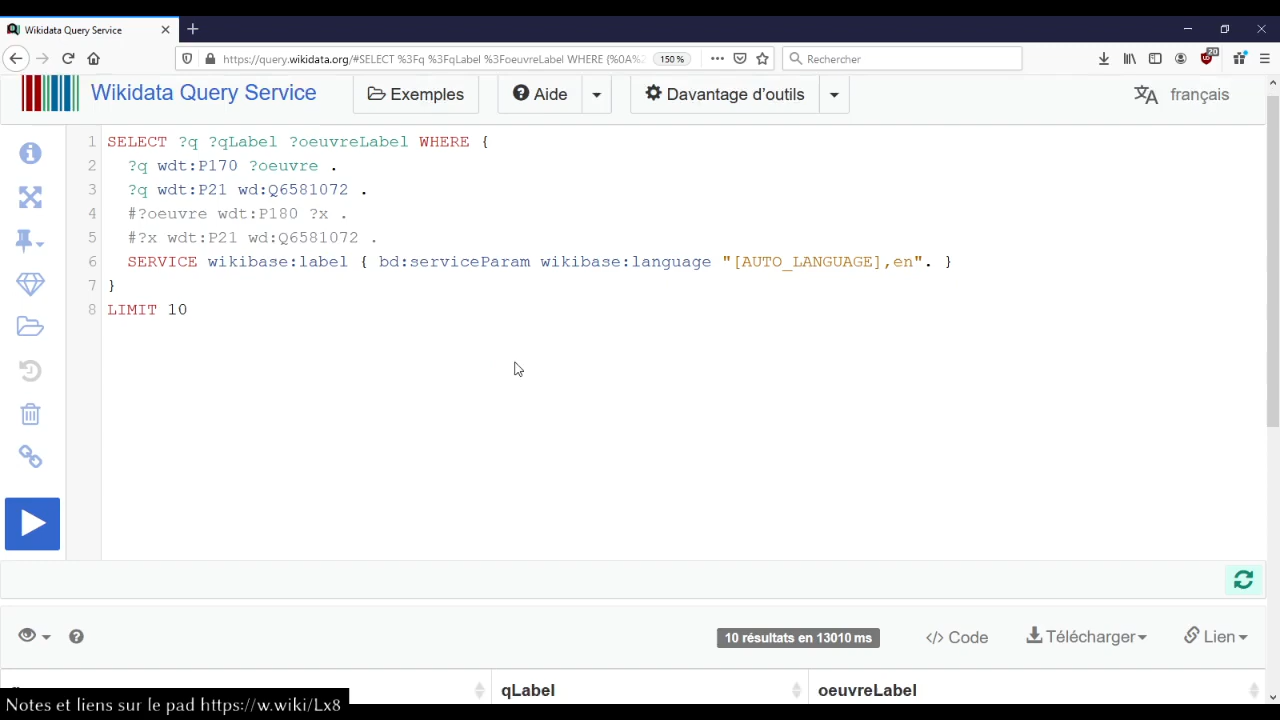 Wikidata Query Service
https://query.wikidata.org/#SELECT %3Fq %3FqLabel %3FoeuvreLabel WHERE {%0A%2
150 %
Rechercher
20
Wikidata Query Service
Exemples
Aide
Davantage d'outils
français
1 SELECT ?q ?qLabel ?oeuvreLabel WHERE {
2 ?q wdt:P170 ?oeuvre .
3 ?q wdt:P21 wd:Q6581072 .
4 #?oeuvre wdt:P180 ?x .
5 #?x wdt:P21 wd:Q6581072 .
6 SERVICE wikibase:label { bd:serviceParam wikibase:language "[AUTO_LANGUAGE],en". }
7 }
8 LIMIT 10
10 résultats en 13010 ms
</> Code
Télécharger
Lien
qLabel
oeuvreLabel
Notes et liens sur le pad https://w.wiki/Lx8